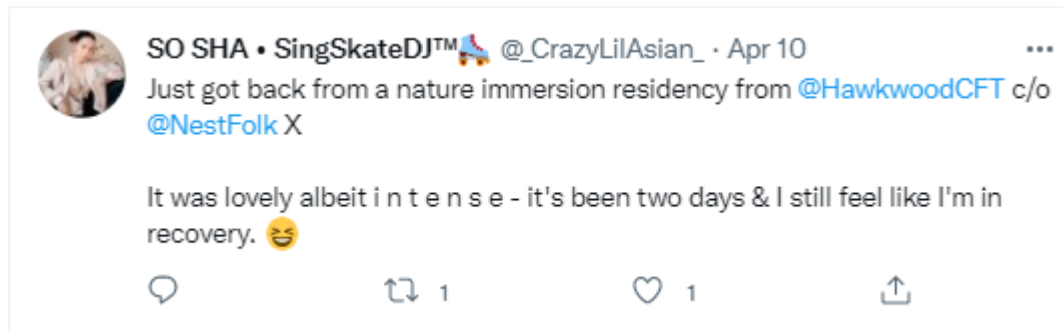 SO SHA • SingSkateDJ™🛼 @_CrazyLilAsian_ · Apr 10
Just got back from a nature immersion residency from @HawkwoodCFT c/o
@NestFolk X
It was lovely albeit i n t e n s e - it's been two days & I still feel like I'm in
recovery. 😆
1 1